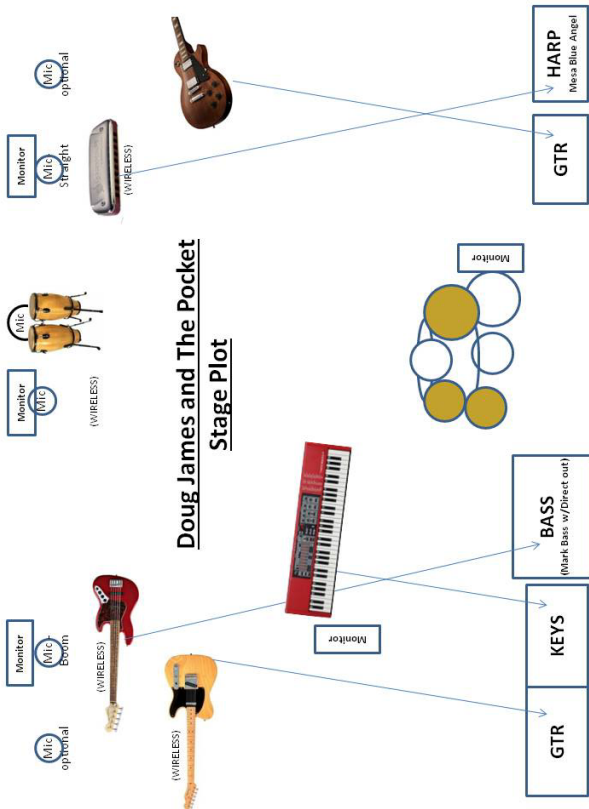 Mic
optional
Monitor
Mic
Boom
Monitor
Mic
Mic
Monitor
Mic
Straight
Mic
optional
(WIRELESS)
(WIRELESS)
(WIRELESS)
(WIRELESS)
Doug James and The Pocket
Stage Plot
Monitor
Monitor
GTR
KEYS
BASS
(Mark Bass w/Direct out)
GTR
HARP
Mesa Blue Angel